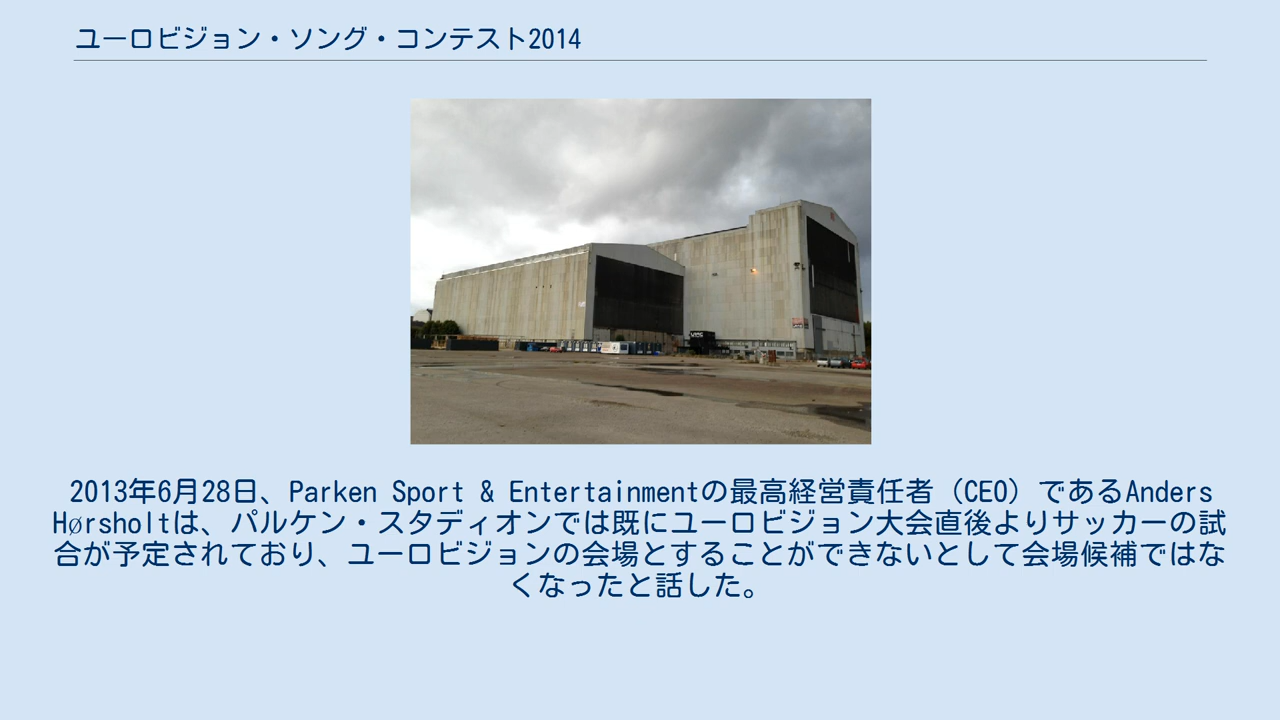 ユーロビジョン・ソング・コンテスト2014
2013年6月28日、Parken Sport & Entertainmentの最高経営責任者（CEO）であるAnders
Hørsholtは、パルケン・スタディオンでは既にユーロビジョン大会直後よりサッカーの試
合が予定されており、ユーロビジョンの会場とすることができないとして会場候補ではな
くなったと話した。